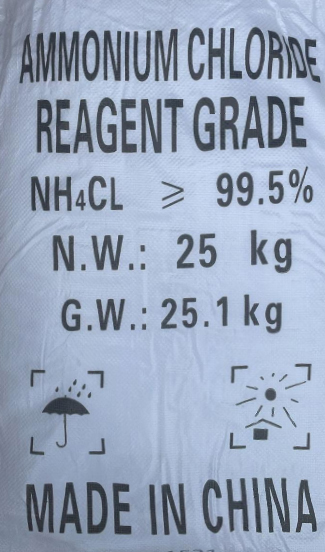 AMMONIUM CHLORIDE
REAGENT GRADE
NH₄CL ⩾ 99.5%
N.W.: 25 kg
G.W.: 25.1 kg
MADE IN CHINA